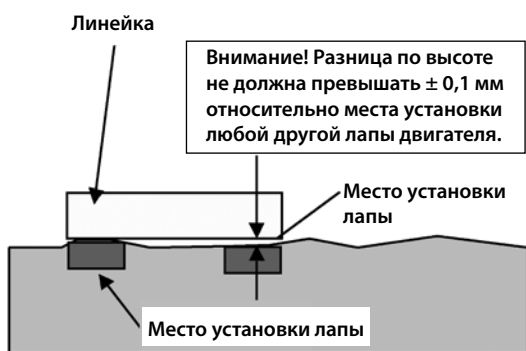 Линейка
Внимание! Разница по высоте
не должна превышать ± 0,1 мм
относительно места установки
любой другой лапы двигателя.
Место установки
лапы
Место установки лапы